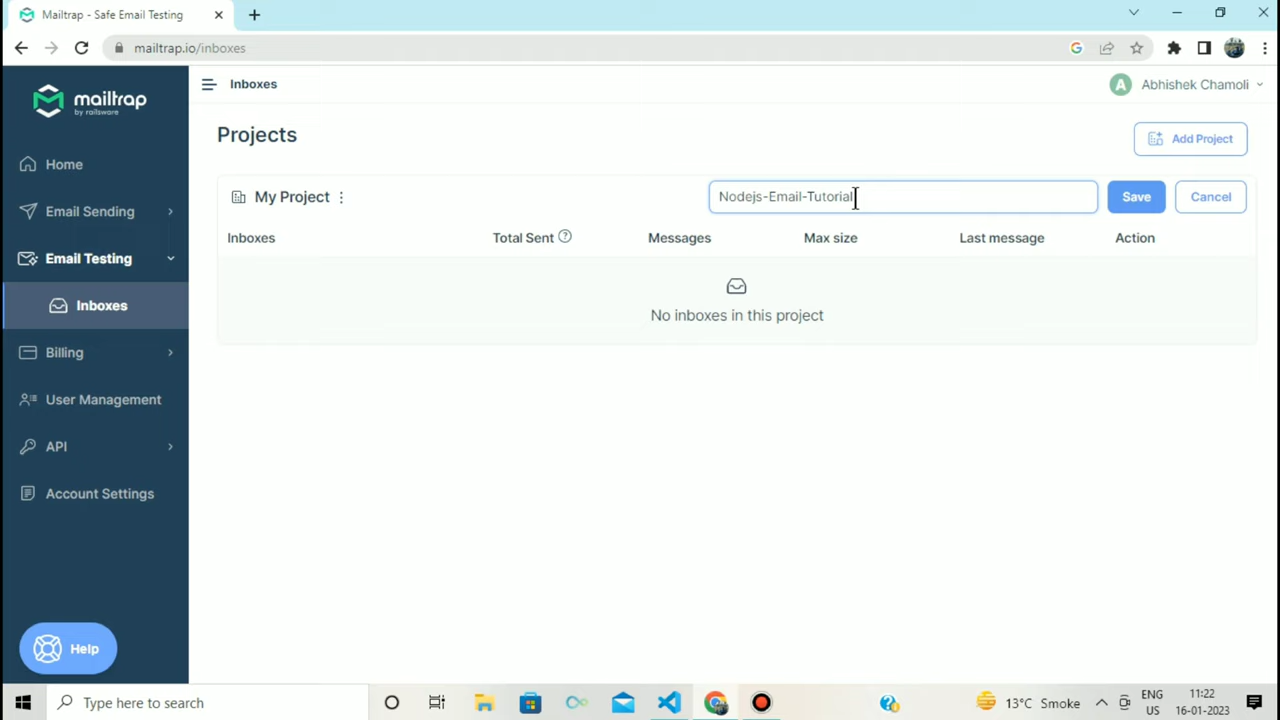 Mailtrap - Safe Email Testing
mailtrap.io/inboxes
mailtrap
by railsware
Inboxes
A Abhishek Chamoli
Home
Email Sending
Email Testing
Inboxes
Billing
User Management
API
Account Settings
Help
Projects
Add Project
My Project
Nodejs-Email-Tutorial
Save
Cancel
Inboxes Total Sent ? Messages Max size Last message Action
No inboxes in this project
Type here to search
13°C Smoke
ENG
US
11:22
16-01-2023